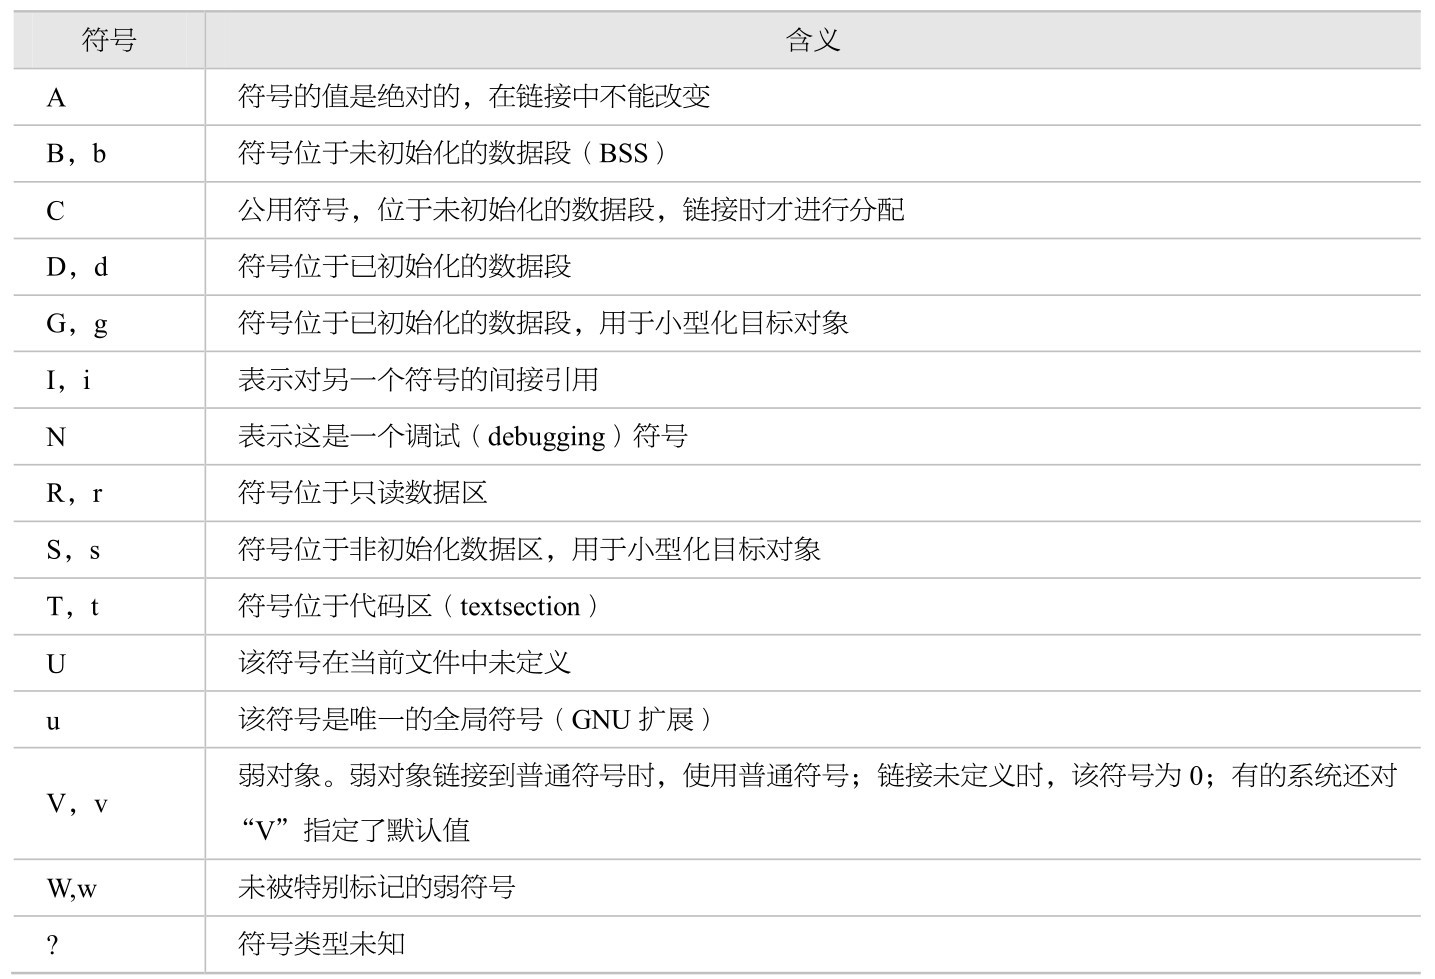 符号 含义
A 符号的值是绝对的，在链接中不能改变
B，b 符号位于未初始化的数据段（BSS）
C 公用符号，位于未初始化的数据段，链接时才进行分配
D，d 符号位于已初始化的数据段
G，g 符号位于已初始化的数据段，用于小型化目标对象
I，i 表示对另一个符号的间接引用
N 表示这是一个调试（debugging）符号
R，r 符号位于只读数据区
S，s 符号位于非初始化数据区，用于小型化目标对象
T，t 符号位于代码区（textsection）
U 该符号在当前文件中未定义
u 该符号是唯一的全局符号（GNU 扩展）
V，v 弱对象。弱对象链接到普通符号时，使用普通符号；链接未定义时，该符号为 0；有的系统还对
“V”指定了默认值
W,w 未被特别标记的弱符号
? 符号类型未知